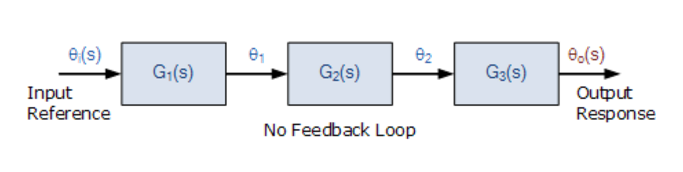 θᵢ(s)
G₁(s)
θ₁
G₂(s)
θ₂
G₃(s)
θₒ(s)
Input
Reference
Output
Response
No Feedback Loop